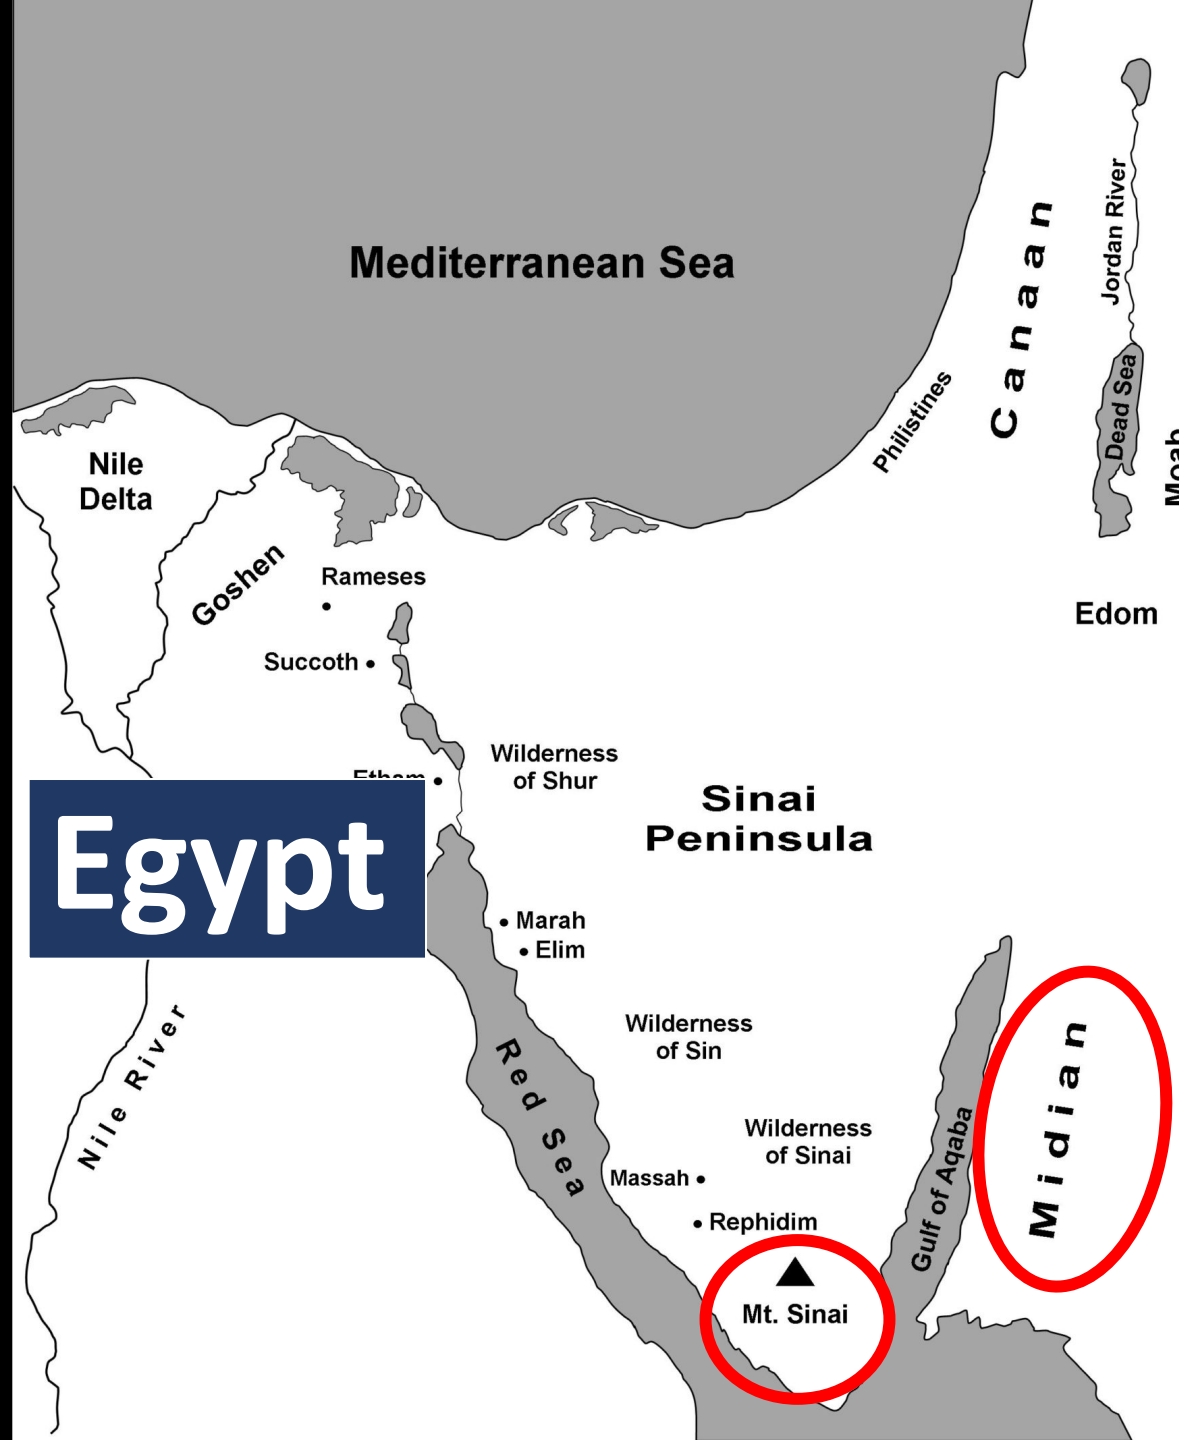 Mediterranean Sea
Canaan
Jordan River
Dead Sea
Philistines
Moab
Nile
Delta
Goshen
Rameses
Edom
Succoth
Wilderness
of Shur
Etham
Sinai
Peninsula
Egypt
Marah
Elim
Wilderness
of Sin
Nile River
Red Sea
Midian
Wilderness
of Sinai
Gulf of Aqaba
Massah
Rephidim
Mt. Sinai